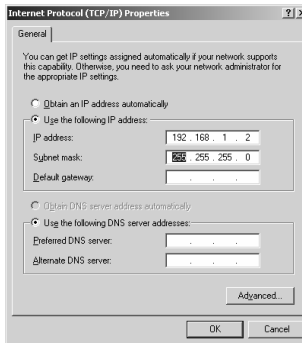 Internet Protocol (TCP/IP) Properties
General
You can get IP settings assigned automatically if your network supports
this capability. Otherwise, you need to ask your network administrator for
the appropriate IP settings.
Obtain an IP address automatically
Use the following IP address:
IP address: 192 . 168 . 1 . 2
Subnet mask: 255 . 255 . 255 . 0
Default gateway: . . .
Obtain DNS server address automatically
Use the following DNS server addresses:
Preferred DNS server: . . .
Alternate DNS server: . . .
Advanced...
OK Cancel